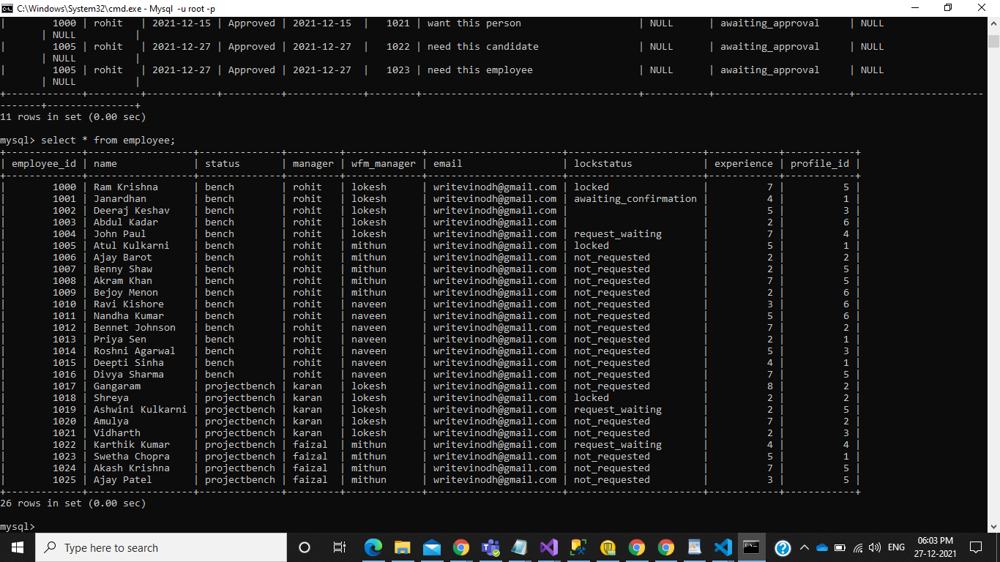 C:\Windows\System32\cmd.exe - Mysql -u root -p
| 1000 | rohit | 2021-12-15 | Approved | 2021-12-15 | 1021 | want this person | NULL | awaiting_approval | NULL
| NULL |
| 1005 | rohit | 2021-12-27 | Approved | 2021-12-27 | 1022 | need this candidate | NULL | awaiting_approval | NULL
| NULL |
| 1005 | rohit | 2021-12-27 | Approved | 2021-12-27 | 1023 | need this employee | NULL | awaiting_approval | NULL
| NULL |
11 rows in set (0.00 sec)
mysql> select * from employee;
| employee_id | name | status | manager | wfm_manager | email | lockstatus | experience | profile_id |
| 1000 | Ram Krishna | bench | rohit | lokesh | writevinodh@gmail.com | locked | 7 | 5 |
| 1001 | Janardhan | bench | rohit | lokesh | writevinodh@gmail.com | awaiting_confirmation | 4 | 1 |
| 1002 | Deeraj Keshav | bench | rohit | lokesh | writevinodh@gmail.com | | 5 | 3 |
| 1003 | Abdul Kadar | bench | rohit | lokesh | writevinodh@gmail.com | | 2 | 6 |
| 1004 | John Paul | bench | rohit | lokesh | writevinodh@gmail.com | request_waiting | 7 | 4 |
| 1005 | Atul Kulkarni | bench | rohit | mithun | writevinodh@gmail.com | locked | 5 | 1 |
| 1006 | Ajay Barot | bench | rohit | mithun | writevinodh@gmail.com | not_requested | 2 | 2 |
| 1007 | Benny Shaw | bench | rohit | mithun | writevinodh@gmail.com | not_requested | 2 | 5 |
| 1008 | Akram Khan | bench | rohit | mithun | writevinodh@gmail.com | not_requested | 7 | 5 |
| 1009 | Bejoy Menon | bench | rohit | mithun | writevinodh@gmail.com | not_requested | 2 | 6 |
| 1010 | Ravi Kishore | bench | rohit | naveen | writevinodh@gmail.com | not_requested | 3 | 6 |
| 1011 | Nandha Kumar | bench | rohit | naveen | writevinodh@gmail.com | not_requested | 5 | 6 |
| 1012 | Bennet Johnson | bench | rohit | naveen | writevinodh@gmail.com | not_requested | 7 | 2 |
| 1013 | Priya Sen | bench | rohit | naveen | writevinodh@gmail.com | not_requested | 2 | 1 |
| 1014 | Roshni Agarwal | bench | rohit | naveen | writevinodh@gmail.com | not_requested | 5 | 3 |
| 1015 | Deepti Sinha | bench | rohit | naveen | writevinodh@gmail.com | not_requested | 4 | 1 |
| 1016 | Divya Sharma | bench | rohit | naveen | writevinodh@gmail.com | not_requested | 7 | 5 |
| 1017 | Gangaram | projectbench | karan | lokesh | writevinodh@gmail.com | not_requested | 8 | 2 |
| 1018 | Shreya | projectbench | karan | lokesh | writevinodh@gmail.com | locked | 2 | 2 |
| 1019 | Ashwini Kulkarni | projectbench | karan | lokesh | writevinodh@gmail.com | request_waiting | 2 | 5 |
| 1020 | Amulya | projectbench | karan | lokesh | writevinodh@gmail.com | not_requested | 7 | 2 |
| 1021 | Vidharth | projectbench | karan | lokesh | writevinodh@gmail.com | not_requested | 2 | 3 |
| 1022 | Karthik Kumar | projectbench | faizal | mithun | writevinodh@gmail.com | request_waiting | 4 | 4 |
| 1023 | Swetha Chopra | projectbench | faizal | mithun | writevinodh@gmail.com | not_requested | 5 | 1 |
| 1024 | Akash Krishna | projectbench | faizal | mithun | writevinodh@gmail.com | not_requested | 7 | 5 |
| 1025 | Ajay Patel | projectbench | faizal | mithun | writevinodh@gmail.com | not_requested | 3 | 5 |
26 rows in set (0.00 sec)
mysql>
Type here to search
ENG
06:03 PM
27-12-2021